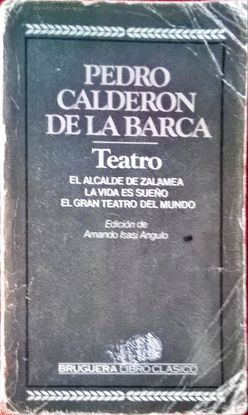 PEDRO
CALDERON
DE LA BARCA
Teatro
EL ALCALDE DE ZALAMEA
LA VIDA ES SUEÑO
EL GRAN TEATRO DEL MUNDO
Edición de
Amando Isasi Angulo
BRUGUERA LIBRO CLASICO